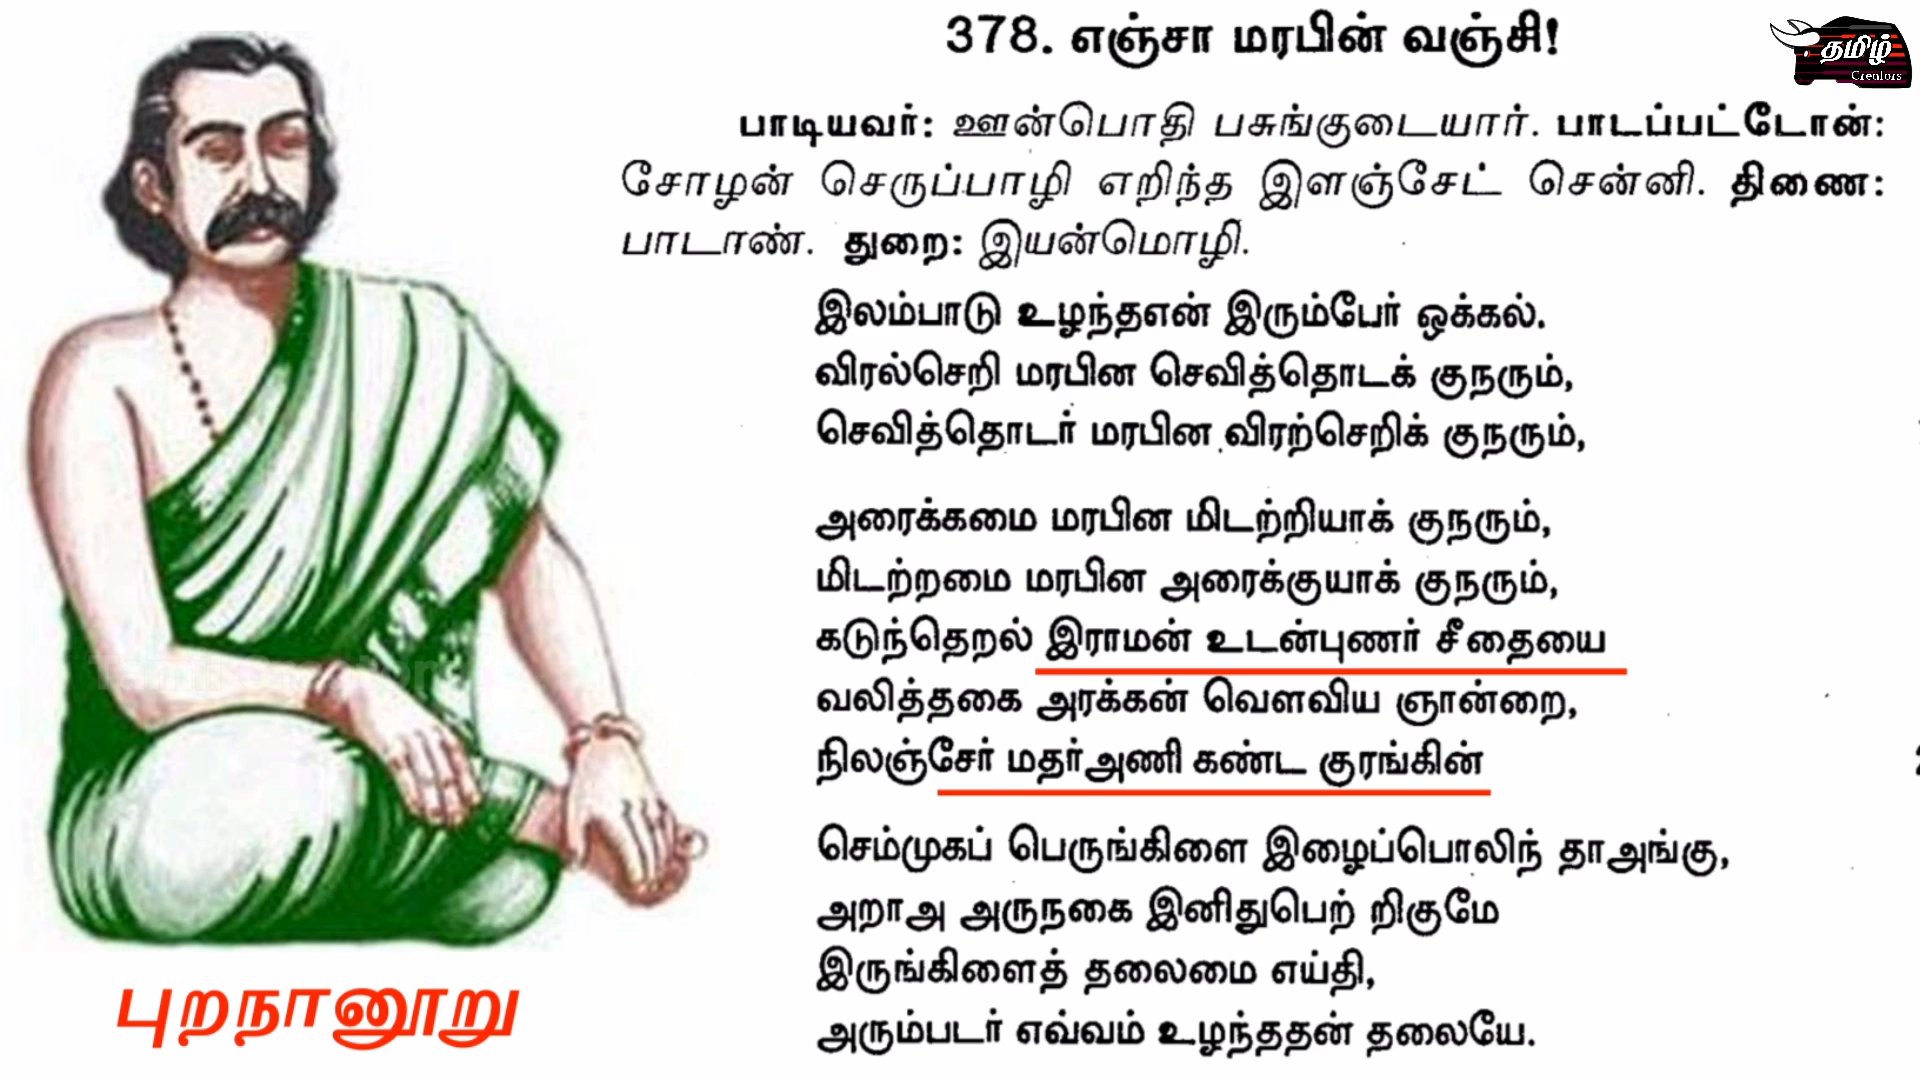 378. எஞ்சா மரபின் வஞ்சி!
தமிழ்
Creators
பாடியவர்: ஊன்பொதி பசுங்குடையார். பாடப்பட்டோன்:
சோழன் செருப்பாழி எறிந்த இளஞ்சேட் சென்னி. திணை:
பாடாண். துறை: இயன்மொழி.
இலம்பாடு உழந்தஎன் இரும்பேர் ஒக்கல்.
விரல்செறி மரபின செவித்தொடக் குநரும்,
செவித்தொடர் மரபின விரற்செறிக் குநரும்,
அரைக்கமை மரபின மிடற்றியாக் குநரும்,
மிடற்றமை மரபின அரைக்குயாக் குநரும்,
கடுந்தெறல் இராமன் உடன்புணர் சீதையை
வலித்தகை அரக்கன் வௌவிய ஞான்றை,
நிலஞ்சேர் மதர்அணி கண்ட குரங்கின்
செம்முகப் பெருங்கிளை இழைப்பொலிந் தாஅங்கு,
அறாஅ அருநகை இனிதுபெற் றிகுமே
இருங்கிளைத் தலைமை எய்தி,
அரும்படர் எவ்வம் உழந்ததன் தலையே.
புறநானூறு